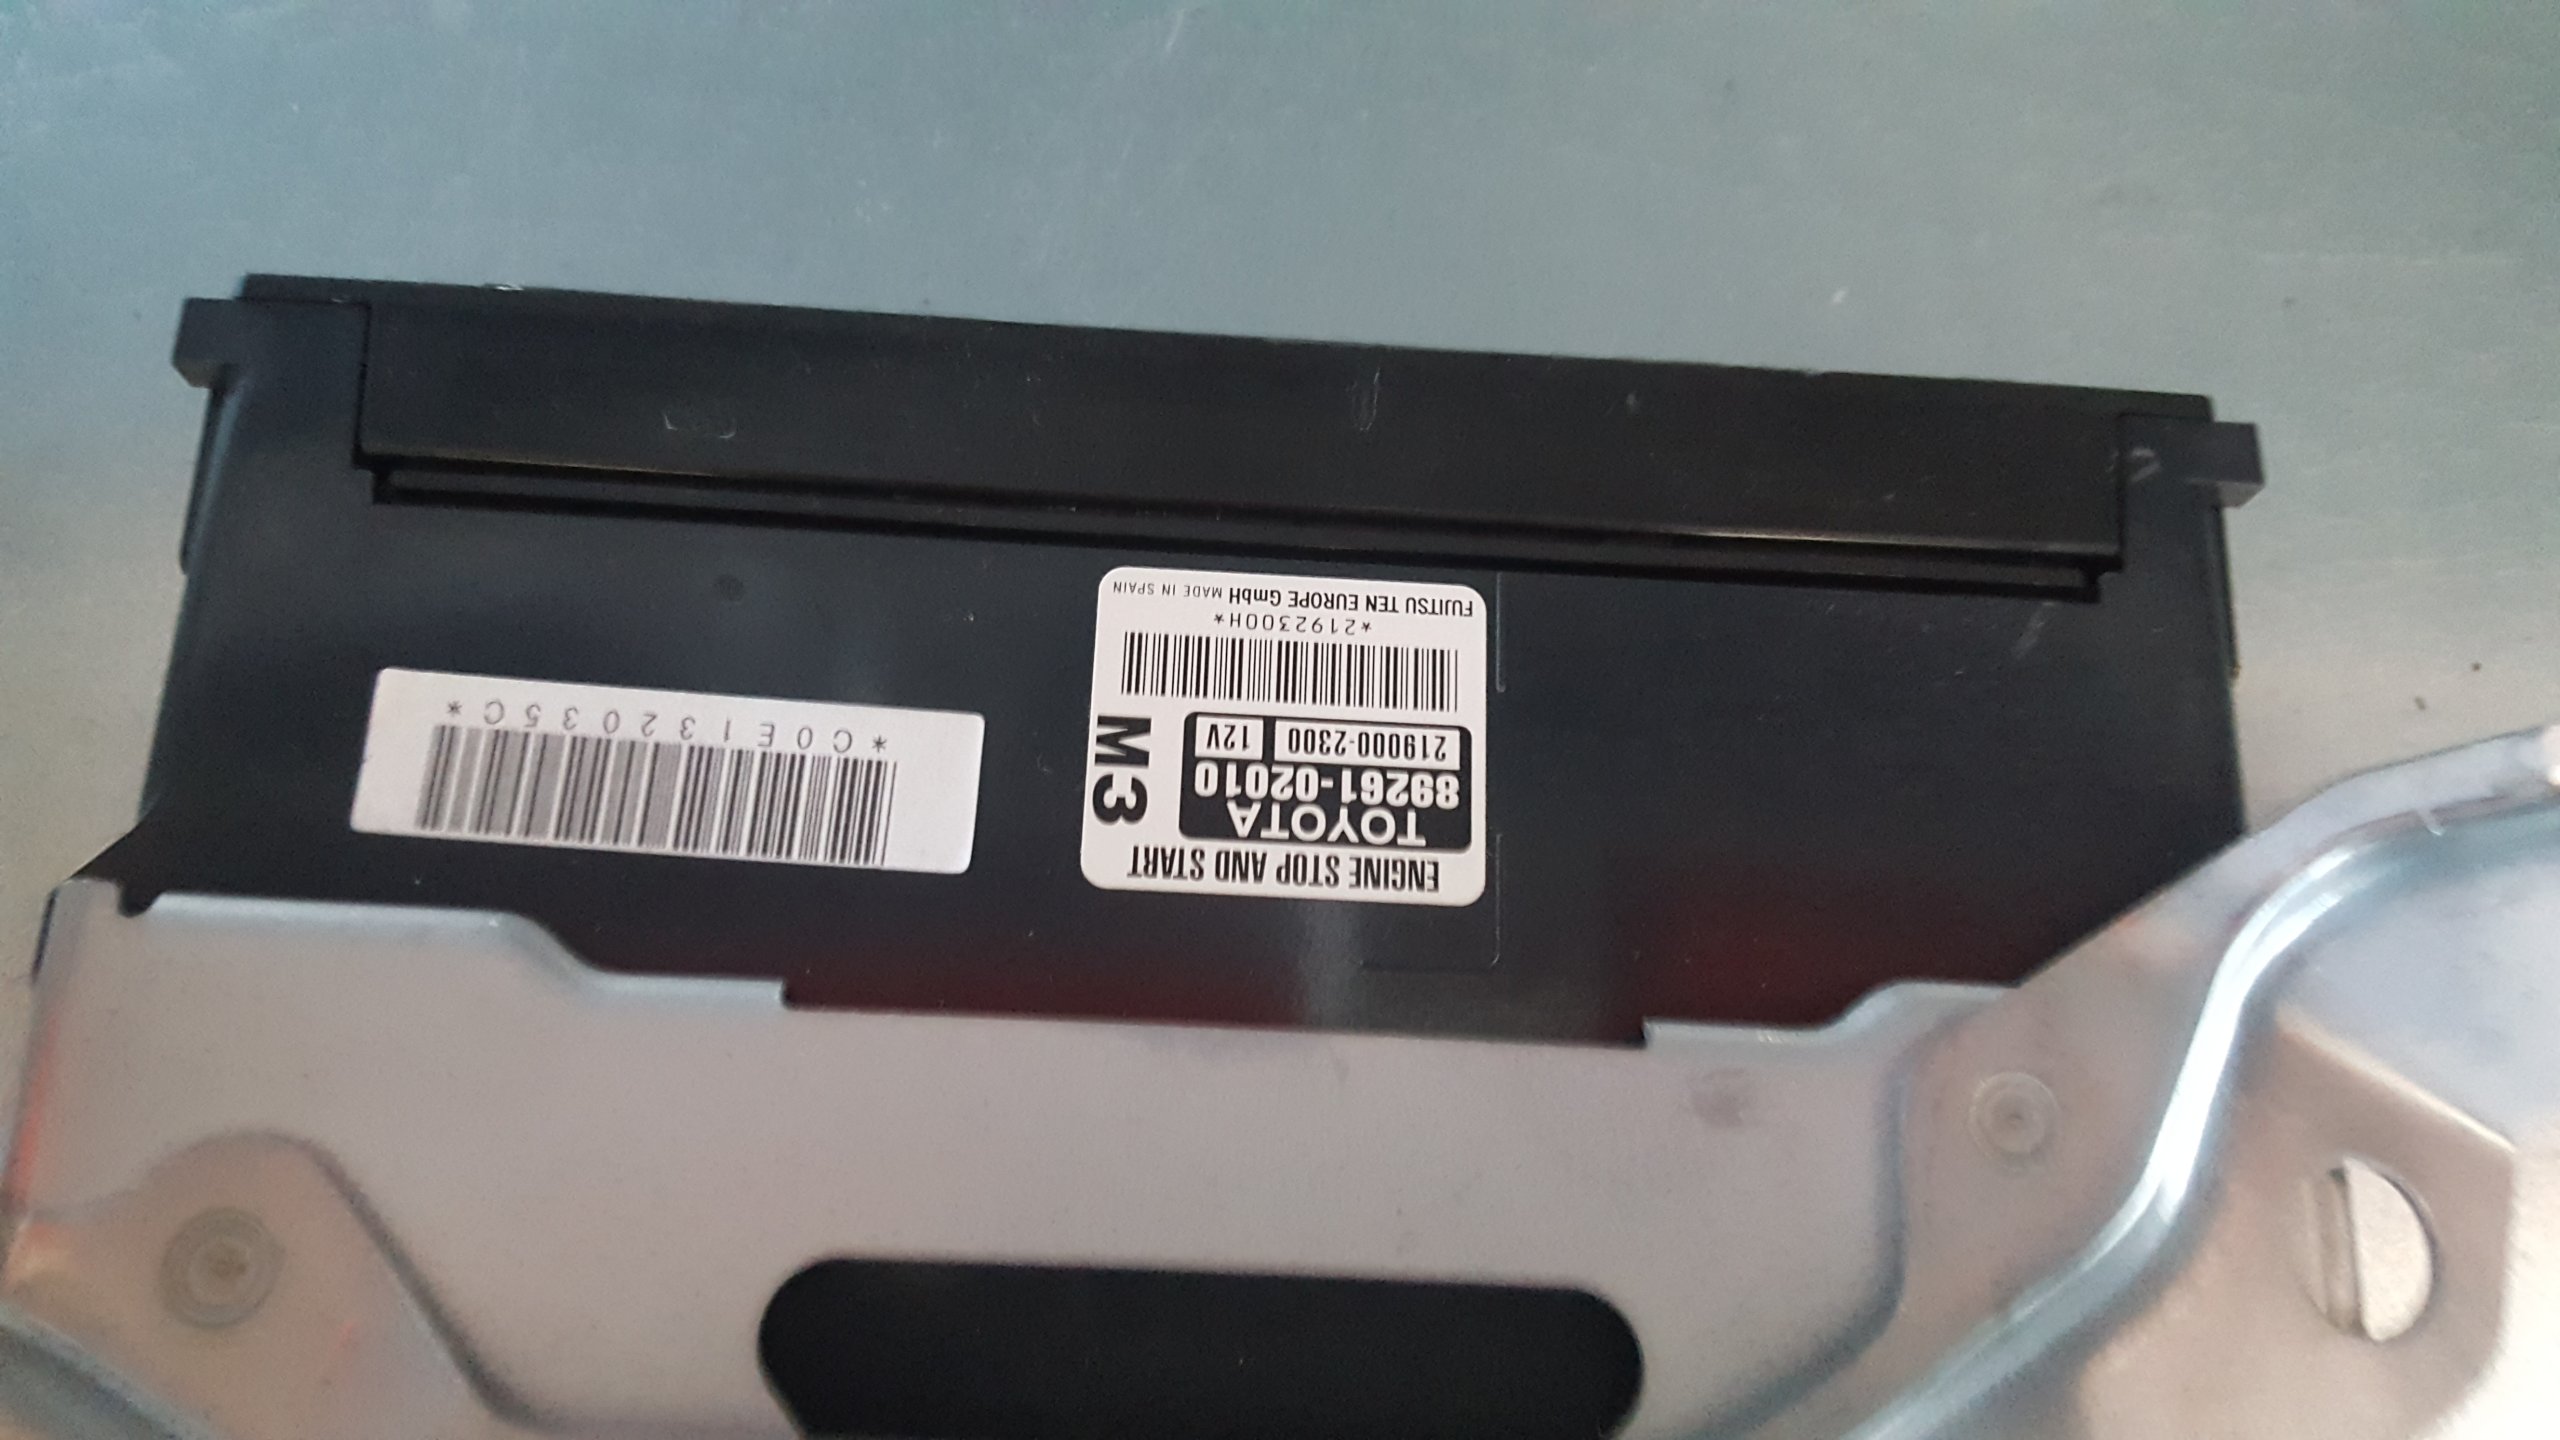 ENGINE STOP AND START
TOYOTA
89261-02010
219000-2300 12V
M3
*2192300H*
FUJITSU TEN EUROPE GmbH MADE IN SPAIN
*C0E132035C*